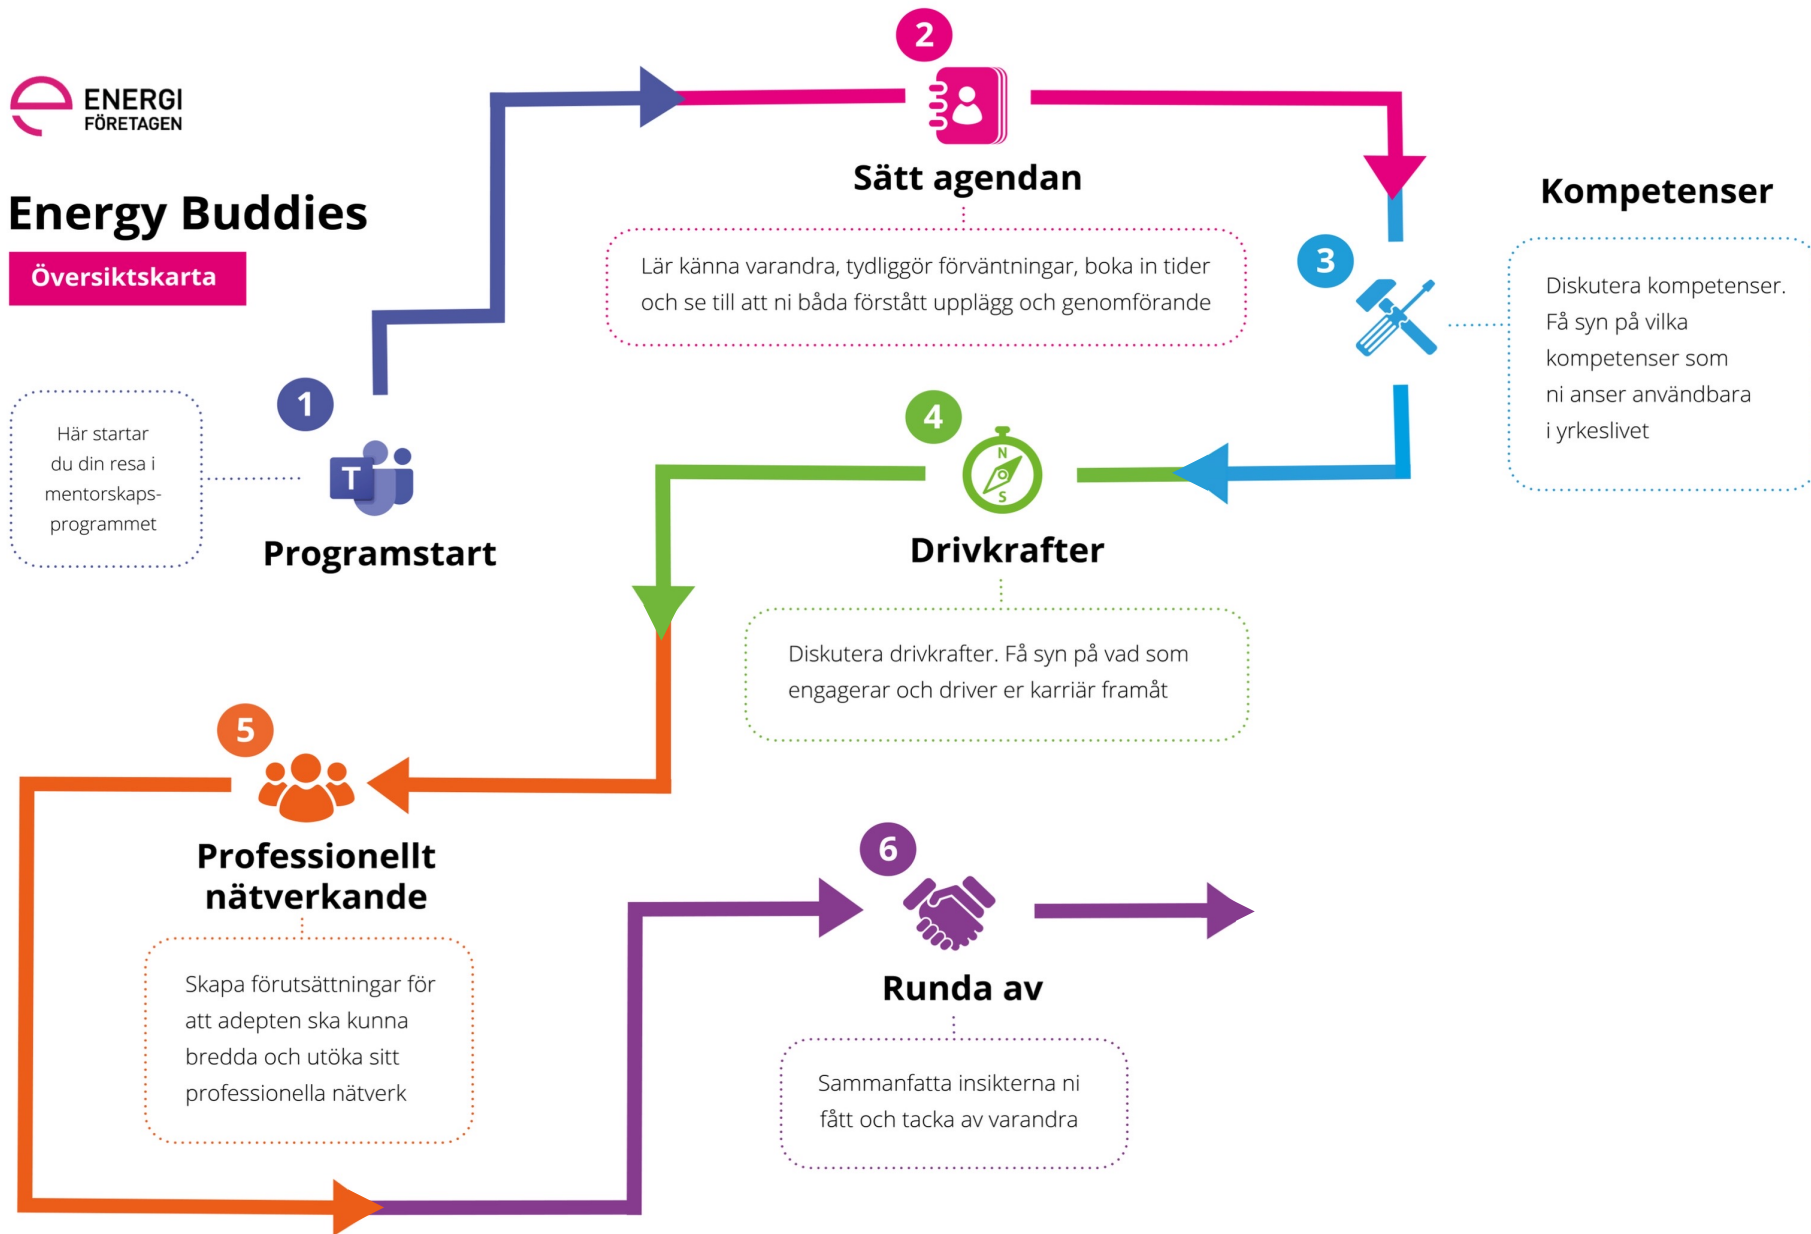 ENERGI
FÖRETAGEN
Energy Buddies
Översiktskarta
1
Här startar
du din resa i
mentorskaps-
programmet
T
Programstart
2
Sätt agendan
Lär känna varandra, tydliggör förväntningar, boka in tider
och se till att ni båda förstått upplägg och genomförande
Kompetenser
3
Diskutera kompetenser.
Få syn på vilka
kompetenser som
ni anser användbara
i yrkeslivet
4
N
S
Drivkrafter
Diskutera drivkrafter. Få syn på vad som
engagerar och driver er karriär framåt
5
Professionellt
nätverkande
Skapa förutsättningar för
att adepten ska kunna
bredda och utöka sitt
professionella nätverk
6
Runda av
Sammanfatta insikterna ni
fått och tacka av varandra